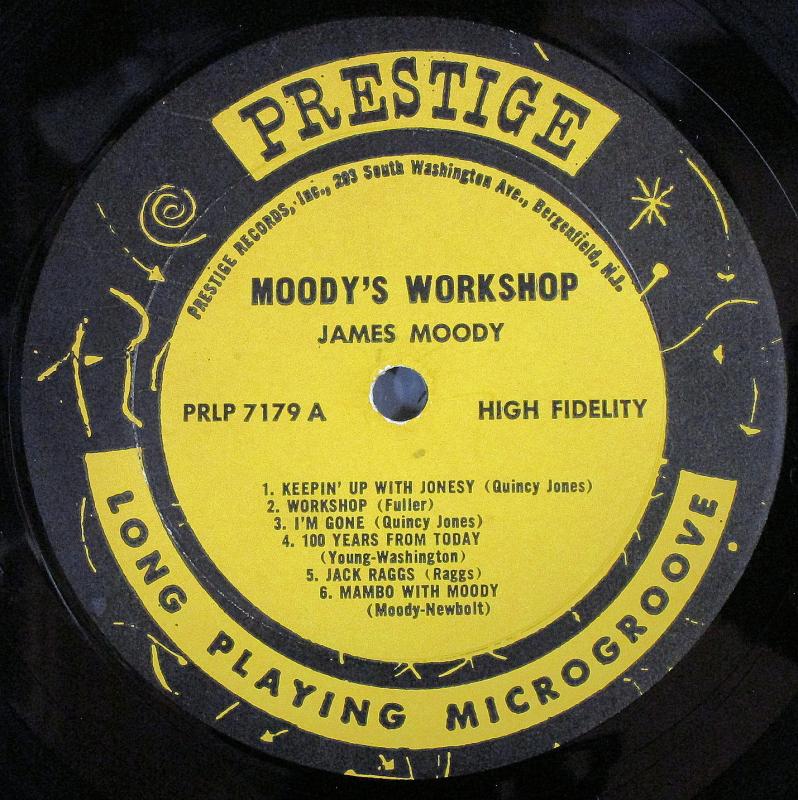 PRESTIGE
PRESTIGE RECORDS, Inc., 203 South Washington Ave., Bergenfield, N.J.
MOODY'S WORKSHOP
JAMES MOODY
PRLP 7179 A
HIGH FIDELITY
1. KEEPIN' UP WITH JONESY (Quincy Jones)
2. WORKSHOP (Fuller)
3. I'M GONE (Quincy Jones)
4. 100 YEARS FROM TODAY
(Young-Washington)
5. JACK RAGGS (Raggs)
6. MAMBO WITH MOODY
(Moody-Newbolt)
LONG PLAYING MICROGROOVE